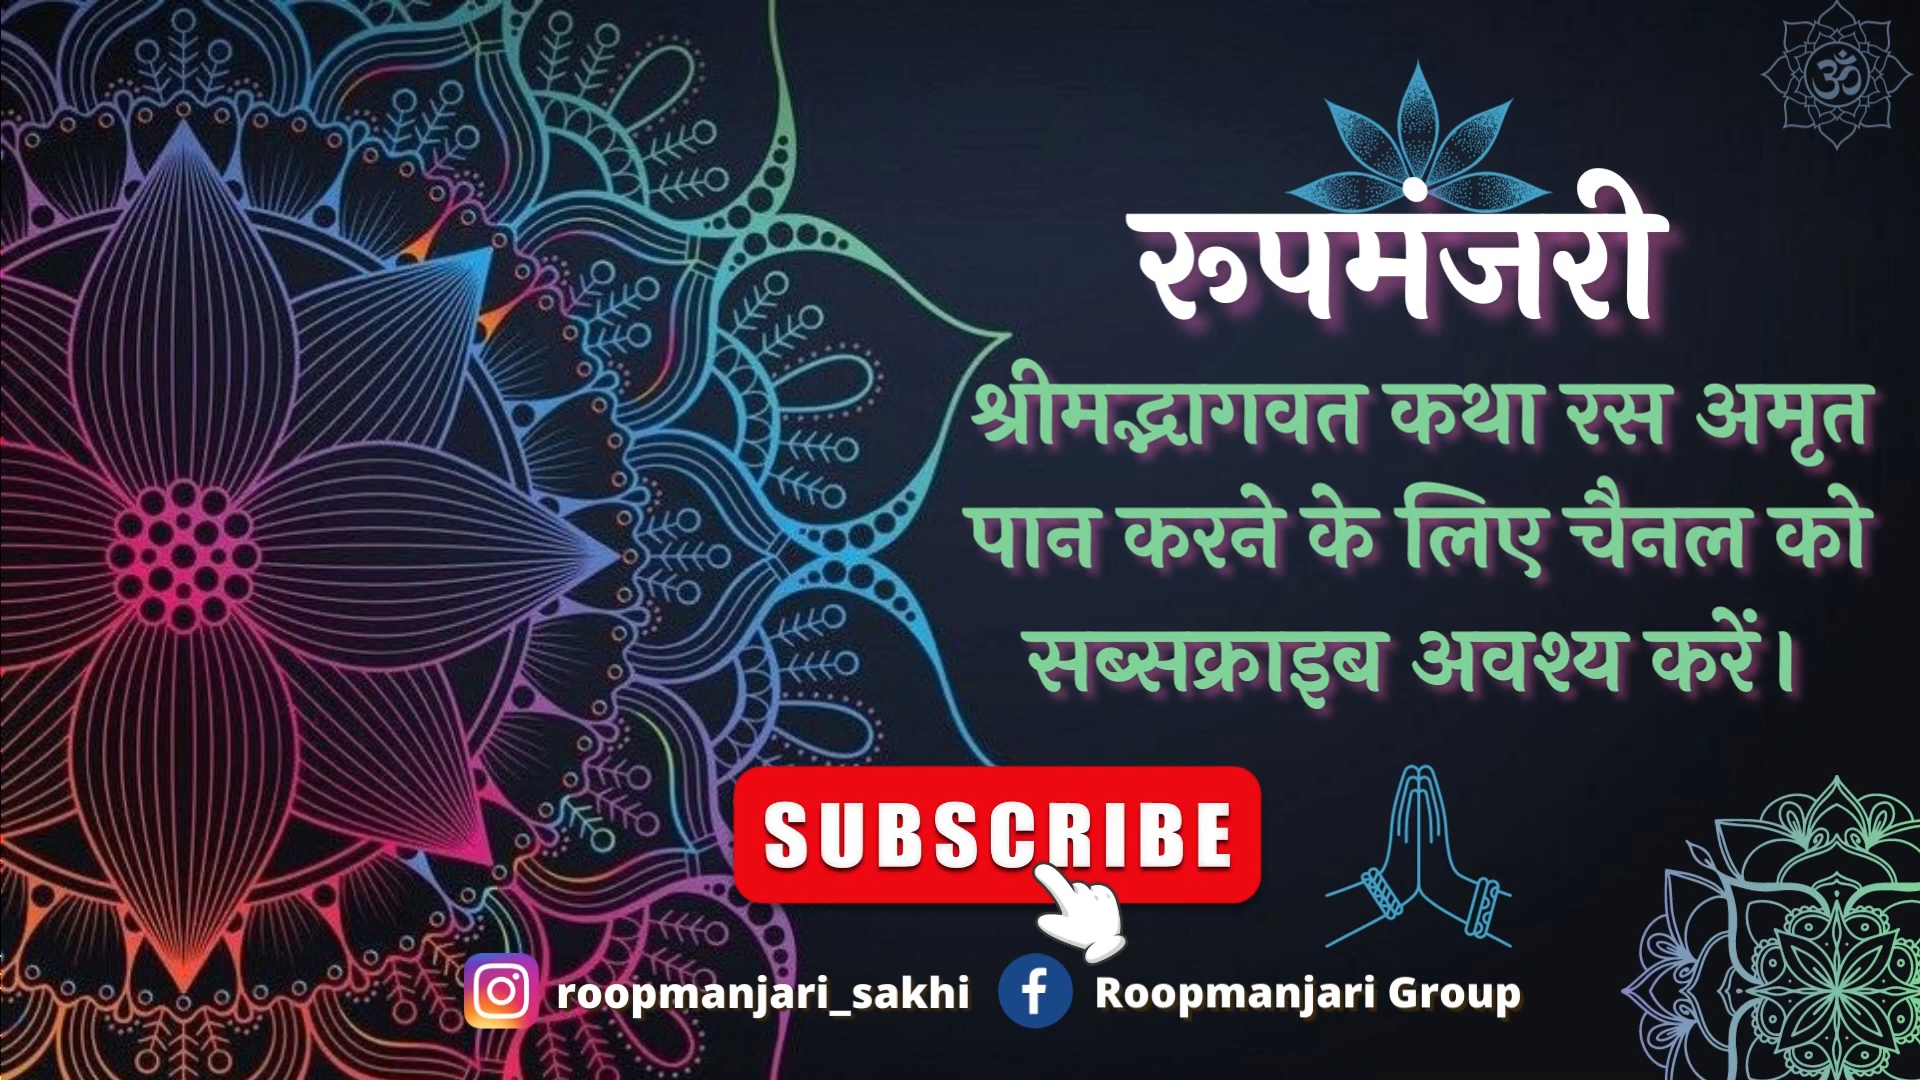 ॐ
रूपमंजरी
श्रीमद्भागवत कथा रस अमृत
पान करने के लिए चैनल को
सब्सक्राइब अवश्य करें।
SUBSCRIBE
roopmanjari_sakhi
Roopmanjari Group